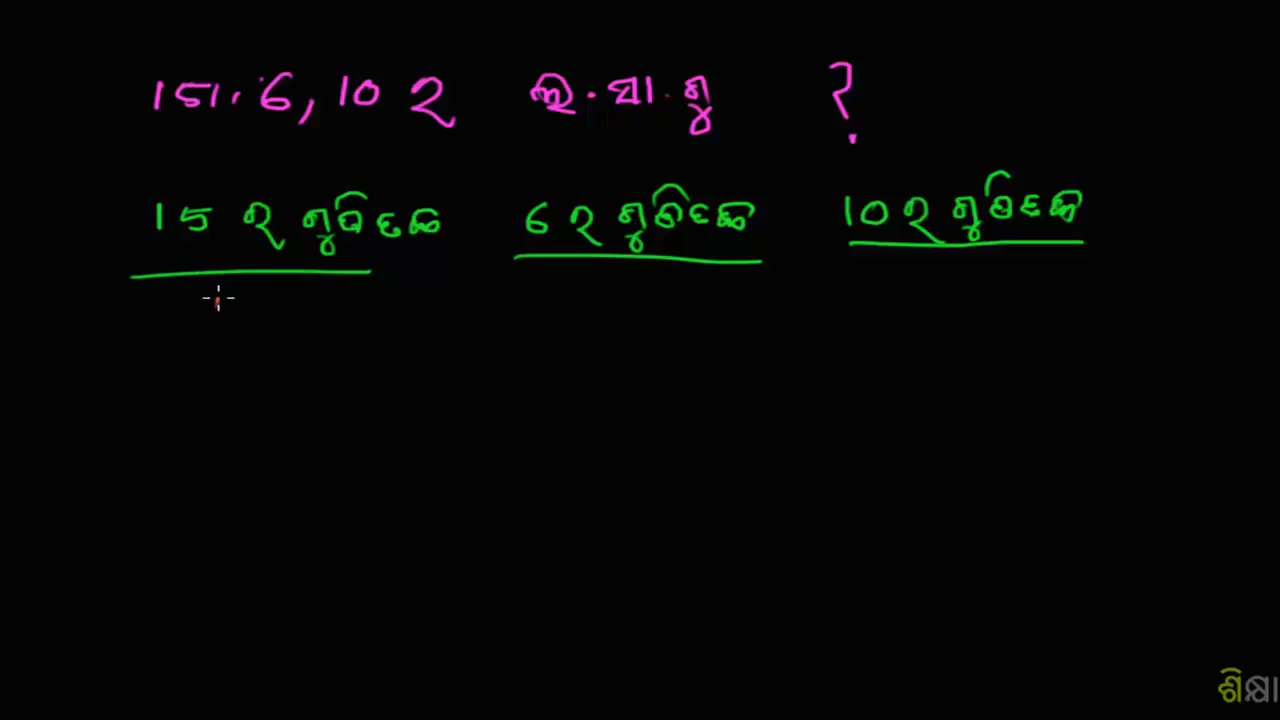 15, 6, 10 ର ଲ.ସା.ଗୁ ?
15 ର ଗୁଣିତକ 6 ର ଗୁଣିତକ 10 ର ଗୁଣିତକ
ଶିକ୍ଷା